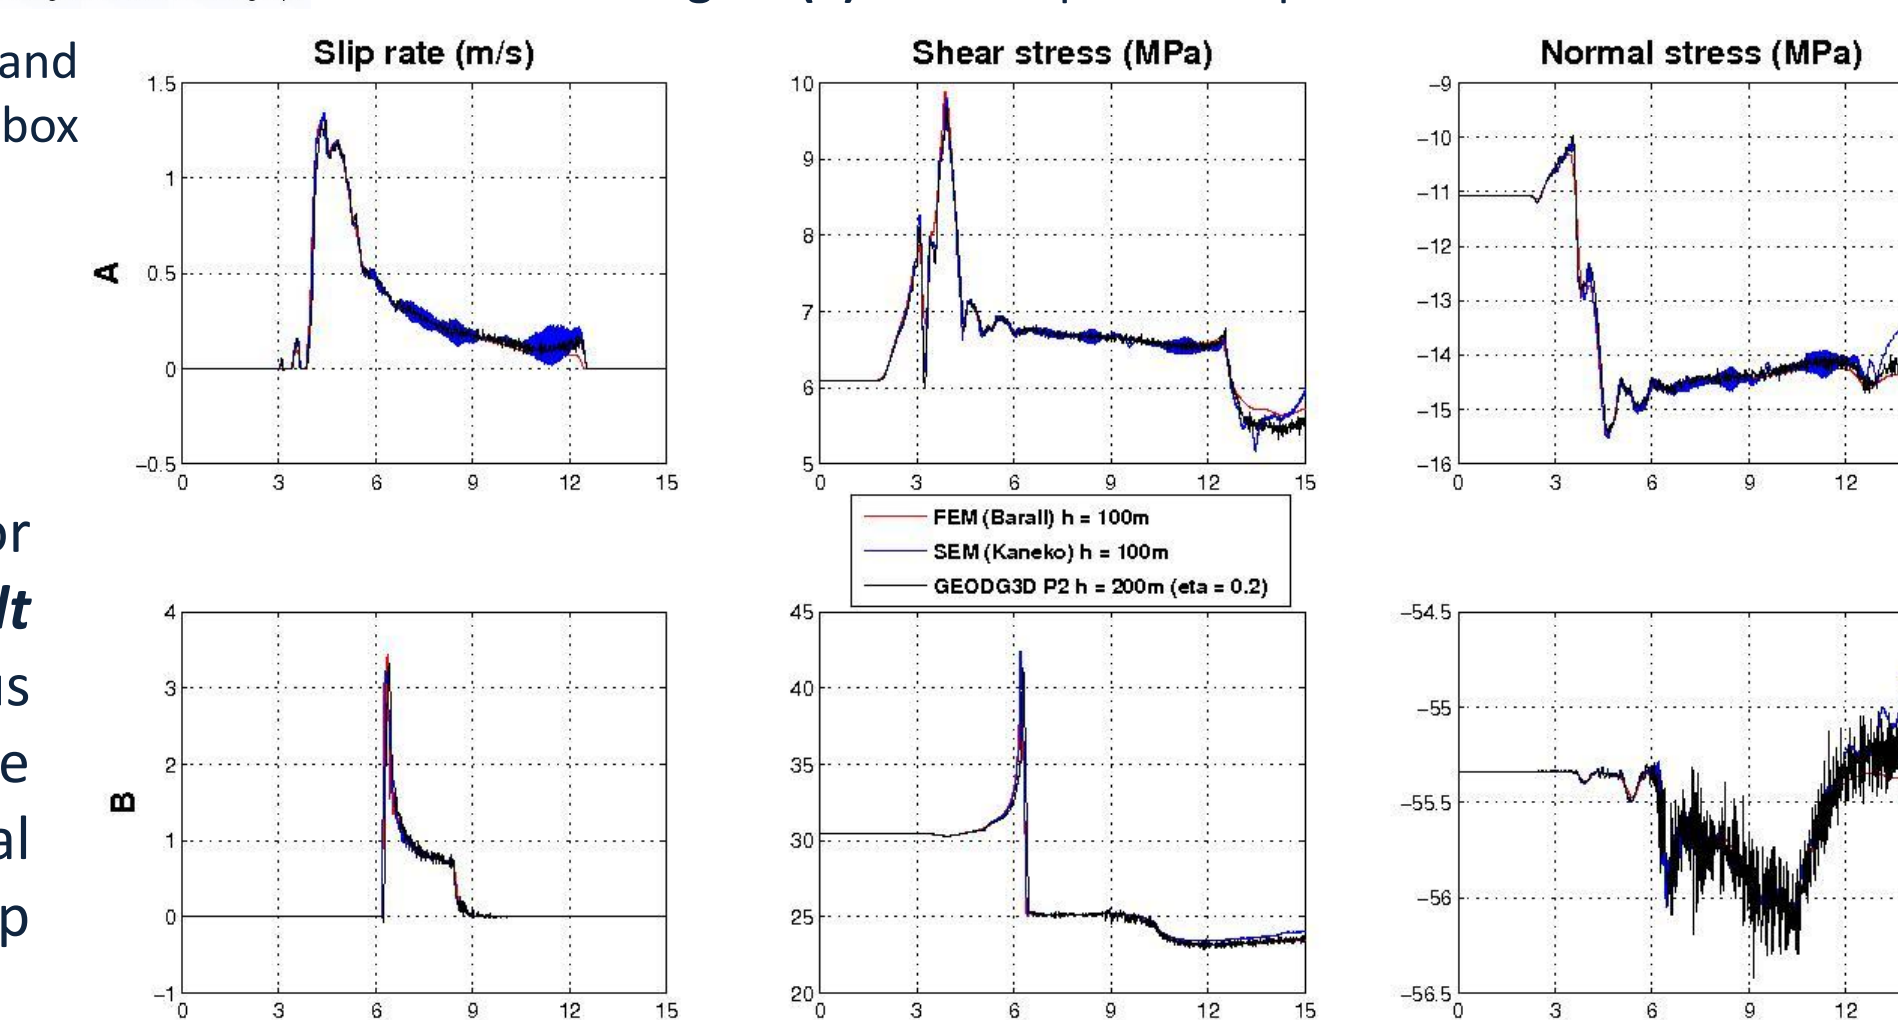 and
box
or
lt
us
e
al
p
Slip rate (m/s)
Shear stress (MPa)
Normal stress (MPa)
A
1.5
1
0.5
0
−0.5
0 3 6 9 12 15
10
9
8
7
6
5
0 3 6 9 12 15
−9
−10
−11
−12
−13
−14
−15
−16
0 3 6 9 12
FEM (Barall) h = 100m
SEM (Kaneko) h = 100m
GEODG3D P2 h = 200m (eta = 0.2)
B
4
3
2
1
0
−1
0 3 6 9 12 15
45
40
35
30
25
20
0 3 6 9 12 15
−54.5
−55
−55.5
−56
−56.5
0 3 6 9 12